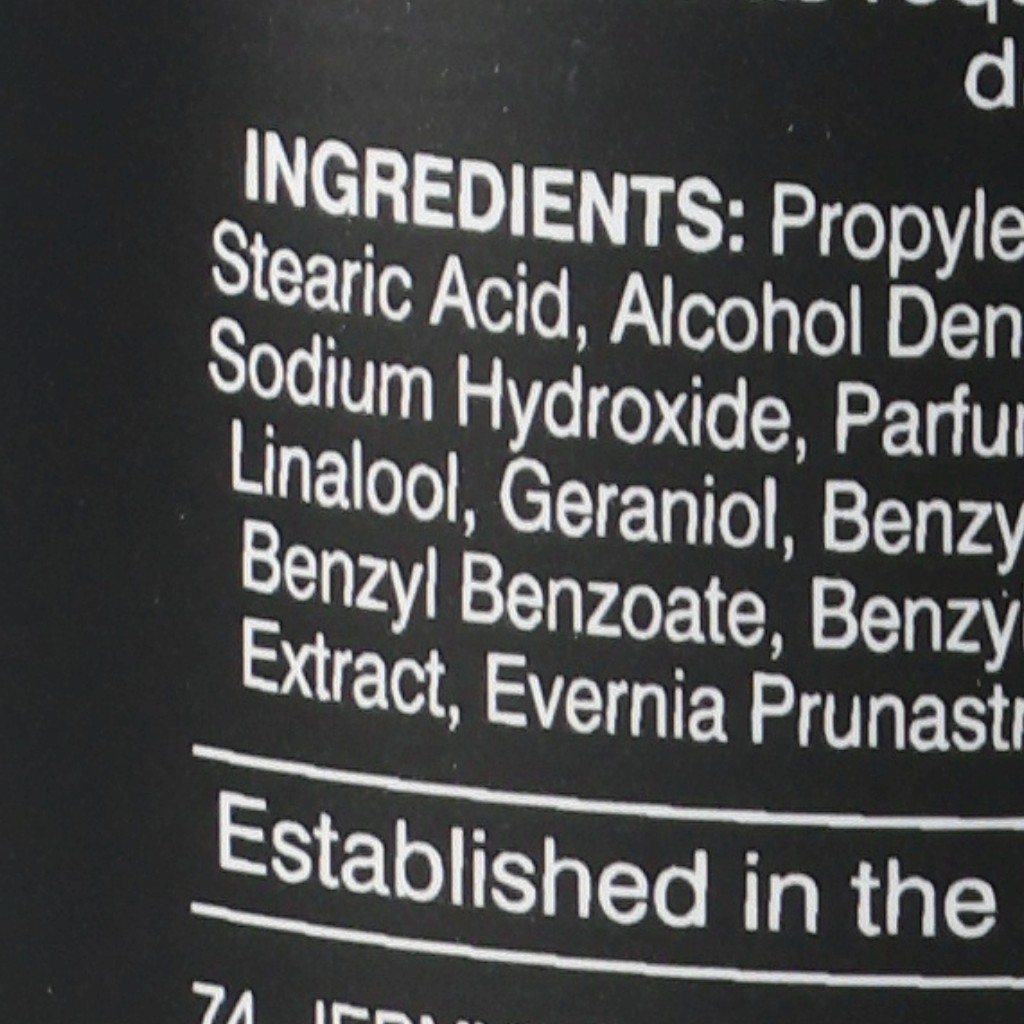 INGREDIENTS: Propyle
Stearic Acid, Alcohol Den
Sodium Hydroxide, Parfu
Linalool, Geraniol, Benzy
Benzyl Benzoate, Benzy
Extract, Evernia Prunast
Established in the
74